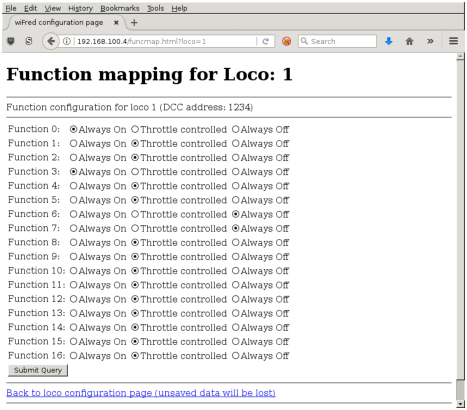 File Edit View History Bookmarks Tools Help
wiFred configuration page
192.168.100.4/funcmap.html?loco=1
Search
Function mapping for Loco: 1
Function configuration for loco 1 (DCC address: 1234)
Function 0: Always On Throttle controlled Always Off
Function 1: Always On Throttle controlled Always Off
Function 2: Always On Throttle controlled Always Off
Function 3: Always On Throttle controlled Always Off
Function 4: Always On Throttle controlled Always Off
Function 5: Always On Throttle controlled Always Off
Function 6: Always On Throttle controlled Always Off
Function 7: Always On Throttle controlled Always Off
Function 8: Always On Throttle controlled Always Off
Function 9: Always On Throttle controlled Always Off
Function 10: Always On Throttle controlled Always Off
Function 11: Always On Throttle controlled Always Off
Function 12: Always On Throttle controlled Always Off
Function 13: Always On Throttle controlled Always Off
Function 14: Always On Throttle controlled Always Off
Function 15: Always On Throttle controlled Always Off
Function 16: Always On Throttle controlled Always Off
Submit Query
Back to loco configuration page (unsaved data will be lost)